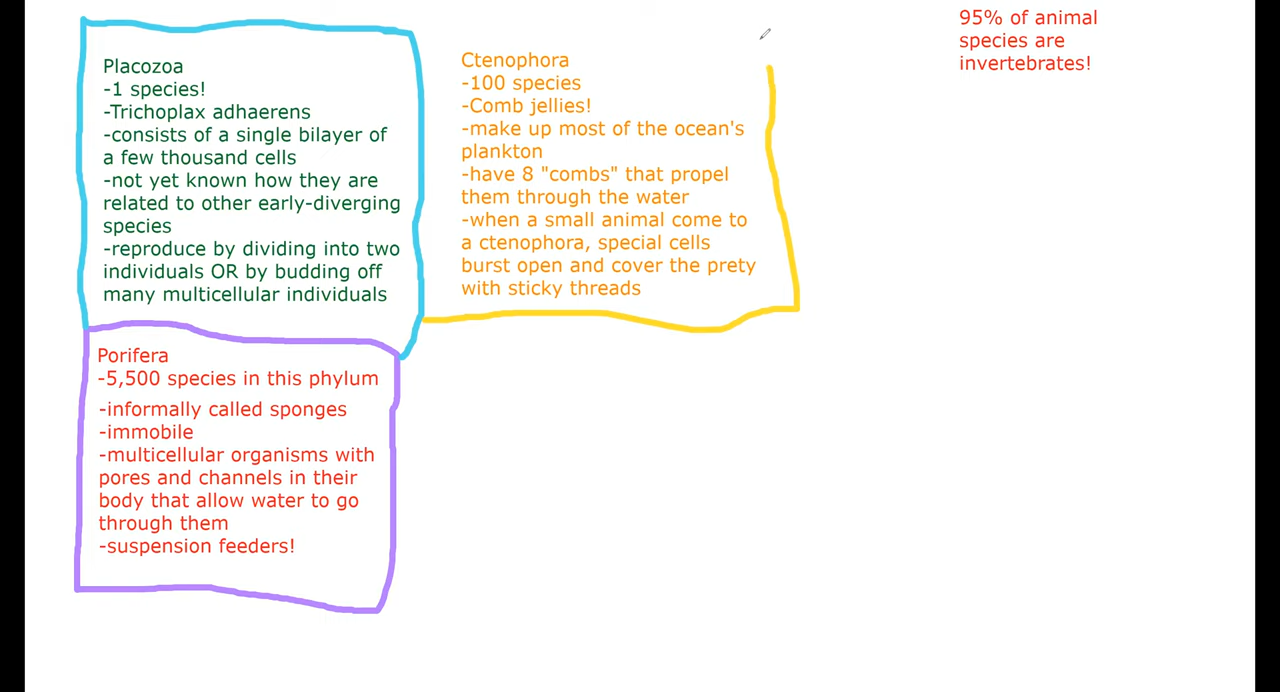 Placozoa
-1 species!
-Trichoplax adhaerens
-consists of a single bilayer of
a few thousand cells
-not yet known how they are
related to other early-diverging
species
-reproduce by dividing into two
individuals OR by budding off
many multicellular individuals
Porifera
-5,500 species in this phylum
-informally called sponges
-immobile
-multicellular organisms with
pores and channels in their
body that allow water to go
through them
-suspension feeders!
Ctenophora
-100 species
-Comb jellies!
-make up most of the ocean's
plankton
-have 8 "combs" that propel
them through the water
-when a small animal come to
a ctenophora, special cells
burst open and cover the prety
with sticky threads
95% of animal
species are
invertebrates!